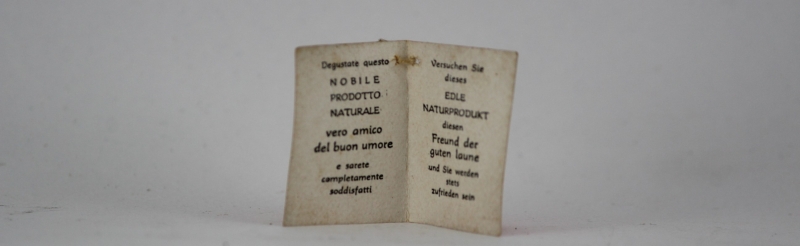 Degustate questo
NOBILE
PRODOTTO
NATURALE
vero amico
del buon umore
e sarete
completamente
soddisfatti
Versuchen Sie
dieses
EDLE
NATURPRODUKT
diesen
Freund der
guten laune
und Sie werden
stets
zufrieden sein